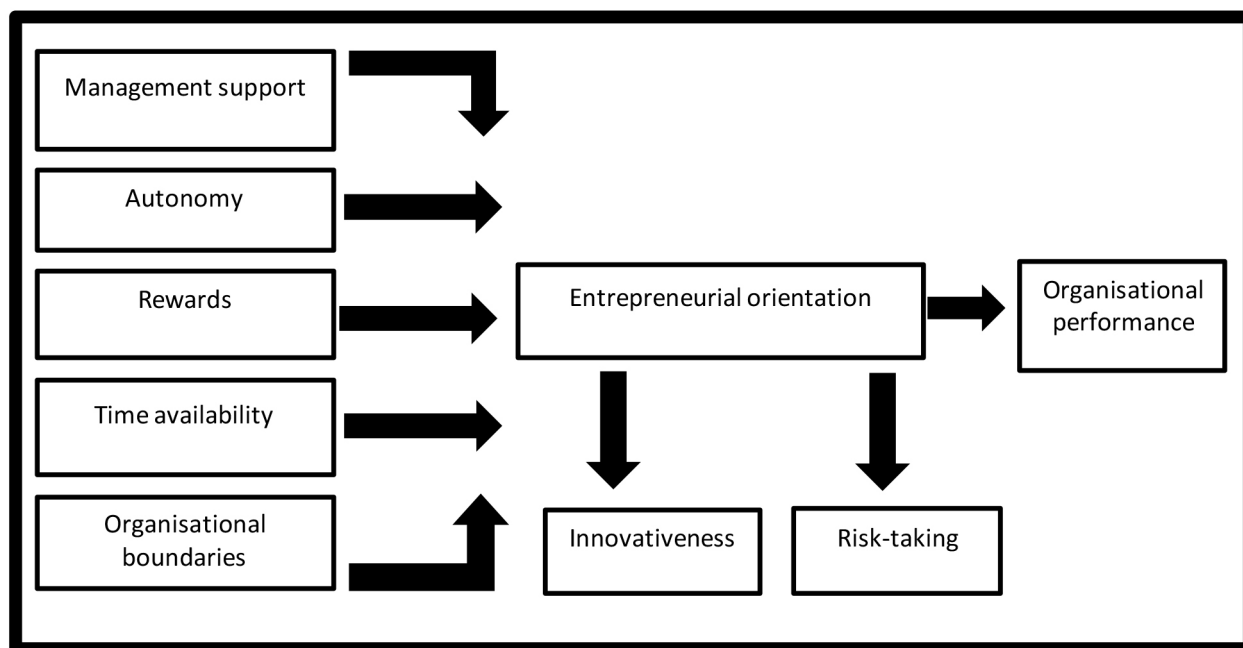 Management support
Autonomy
Rewards
Time availability
Organisational
boundaries
Entrepreneurial orientation
Innovativeness
Risk-taking
Organisational
performance